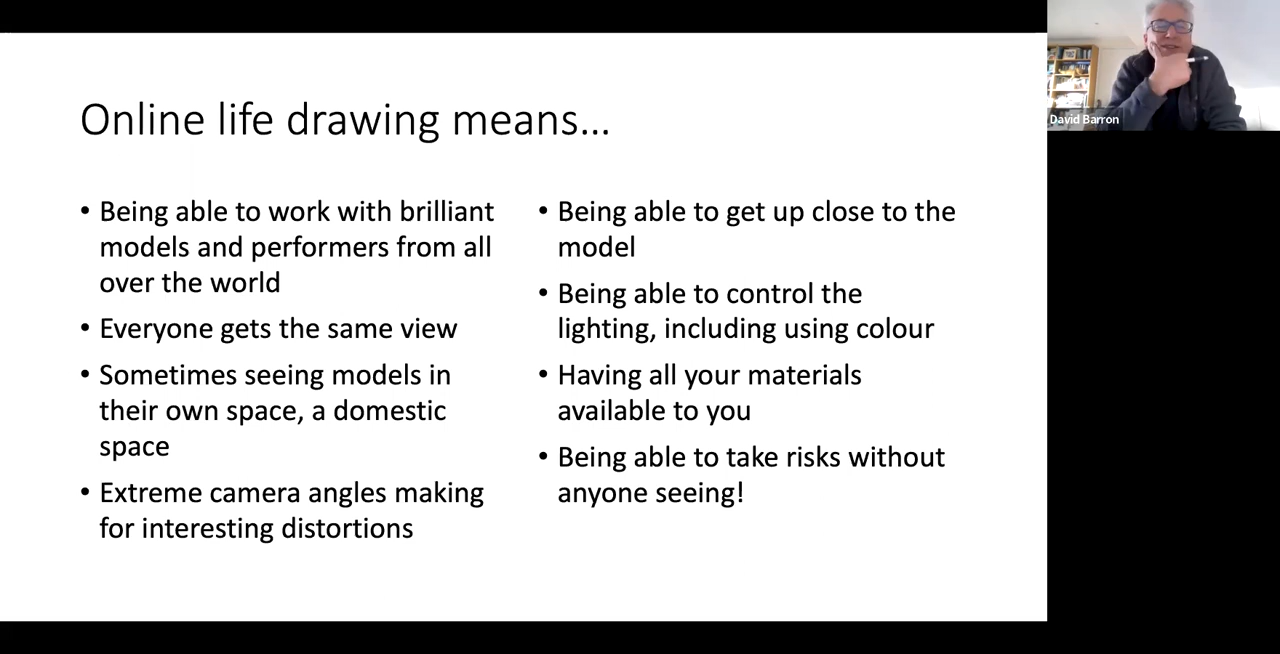 Online life drawing means...
• Being able to work with brilliant
models and performers from all
over the world
• Everyone gets the same view
• Sometimes seeing models in
their own space, a domestic
space
• Extreme camera angles making
for interesting distortions
• Being able to get up close to the
model
• Being able to control the
lighting, including using colour
• Having all your materials
available to you
• Being able to take risks without
anyone seeing!
David Barron